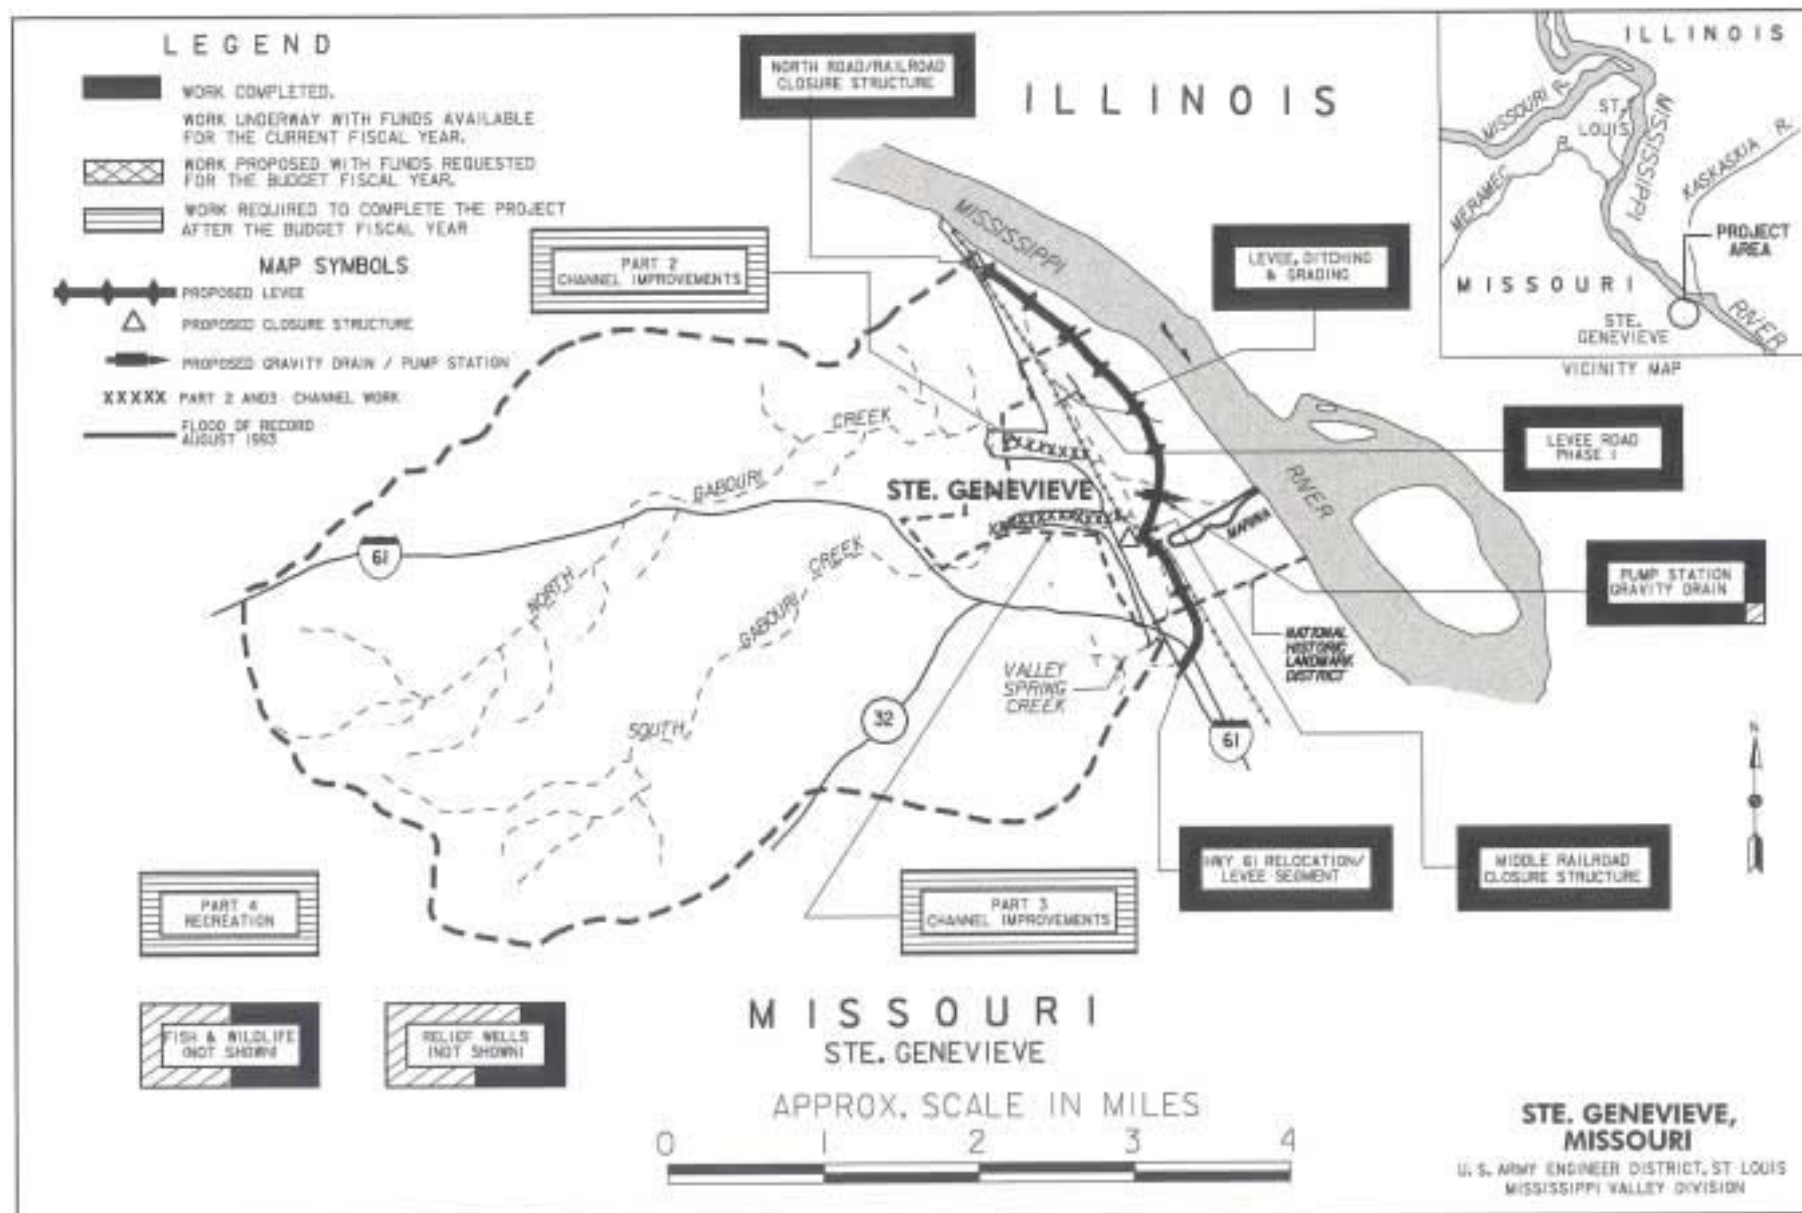 LEGEND
WORK COMPLETED.
WORK UNDERWAY WITH FUNDS AVAILABLE
FOR THE CURRENT FISCAL YEAR.
WORK PROPOSED WITH FUNDS REQUESTED
FOR THE BUDGET FISCAL YEAR.
WORK REQUIRED TO COMPLETE THE PROJECT
AFTER THE BUDGET FISCAL YEAR
MAP SYMBOLS
PROPOSED LEVEE
PROPOSED CLOSURE STRUCTURE
PROPOSED GRAVITY DRAIN / PUMP STATION
XXXXX PART 2 AND3 CHANNEL WORK
FLOOD OF RECORD
AUGUST 1993
NORTH ROAD/RAILROAD
CLOSURE STRUCTURE
ILLINOIS
PART 2
CHANNEL IMPROVEMENTS
MISSISSIPPI
RIVER
LEVEE, DITCHING
& GRADING
ILLINOIS
MISSOURI R.
ST.
LOUIS
MISSISSIPPI
MERAMEC R.
KASKASKIA R.
PROJECT
AREA
MISSOURI
RIVER
STE.
GENEVIEVE
VICINITY MAP
LEVEE ROAD
PHASE 1
PUMP STATION
GRAVITY DRAIN
NORTH GABOURI CREEK
STE. GENEVIEVE
MARINA
61
SOUTH GABOURI CREEK
NATIONAL
HISTORIC
LANDMARK
DISTRICT
VALLEY
SPRING
CREEK
32
61
N
HWY 61 RELOCATION/
LEVEE SEGMENT
MIDDLE RAILROAD
CLOSURE STRUCTURE
PART 4
RECREATION
PART 3
CHANNEL IMPROVEMENTS
FISH & WILDLIFE
(NOT SHOWN)
RELIEF WELLS
(NOT SHOWN)
MISSOURI
STE. GENEVIEVE
APPROX. SCALE IN MILES
0 1 2 3 4
STE. GENEVIEVE,
MISSOURI
U. S. ARMY ENGINEER DISTRICT, ST LOUIS
MISSISSIPPI VALLEY DIVISION